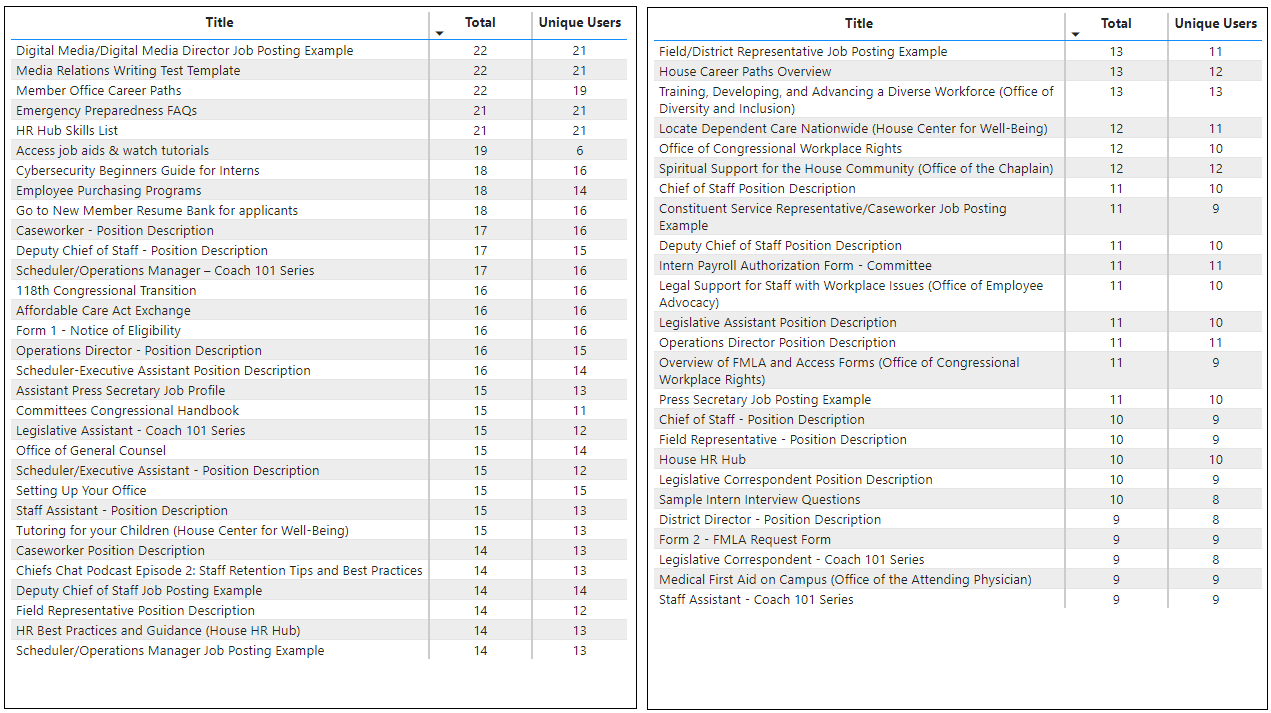 Title Total Unique Users
Digital Media/Digital Media Director Job Posting Example 22 21
Media Relations Writing Test Template 22 21
Member Office Career Paths 22 19
Emergency Preparedness FAQs 21 21
HR Hub Skills List 21 21
Access job aids & watch tutorials 19 6
Cybersecurity Beginners Guide for Interns 18 16
Employee Purchasing Programs 18 14
Go to New Member Resume Bank for applicants 18 16
Caseworker - Position Description 17 16
Deputy Chief of Staff - Position Description 17 15
Scheduler/Operations Manager – Coach 101 Series 17 16
118th Congressional Transition 16 16
Affordable Care Act Exchange 16 16
Form 1 - Notice of Eligibility 16 16
Operations Director - Position Description 16 15
Scheduler-Executive Assistant Position Description 16 14
Assistant Press Secretary Job Profile 15 13
Committees Congressional Handbook 15 11
Legislative Assistant - Coach 101 Series 15 12
Office of General Counsel 15 14
Scheduler/Executive Assistant - Position Description 15 12
Setting Up Your Office 15 15
Staff Assistant - Position Description 15 13
Tutoring for your Children (House Center for Well-Being) 15 13
Caseworker Position Description 14 13
Chiefs Chat Podcast Episode 2: Staff Retention Tips and Best Practices 14 13
Deputy Chief of Staff Job Posting Example 14 14
Field Representative Position Description 14 12
HR Best Practices and Guidance (House HR Hub) 14 13
Scheduler/Operations Manager Job Posting Example 14 13
Title Total Unique Users
Field/District Representative Job Posting Example 13 11
House Career Paths Overview 13 12
Training, Developing, and Advancing a Diverse Workforce (Office of 13 13
Diversity and Inclusion)
Locate Dependent Care Nationwide (House Center for Well-Being) 12 11
Office of Congressional Workplace Rights 12 10
Spiritual Support for the House Community (Office of the Chaplain) 12 12
Chief of Staff Position Description 11 10
Constituent Service Representative/Caseworker Job Posting 11 9
Example
Deputy Chief of Staff Position Description 11 10
Intern Payroll Authorization Form - Committee 11 11
Legal Support for Staff with Workplace Issues (Office of Employee 11 10
Advocacy)
Legislative Assistant Position Description 11 10
Operations Director Position Description 11 11
Overview of FMLA and Access Forms (Office of Congressional 11 9
Workplace Rights)
Press Secretary Job Posting Example 11 10
Chief of Staff - Position Description 10 9
Field Representative - Position Description 10 9
House HR Hub 10 10
Legislative Correspondent Position Description 10 9
Sample Intern Interview Questions 10 8
District Director - Position Description 9 8
Form 2 - FMLA Request Form 9 9
Legislative Correspondent - Coach 101 Series 9 8
Medical First Aid on Campus (Office of the Attending Physician) 9 9
Staff Assistant - Coach 101 Series 9 9